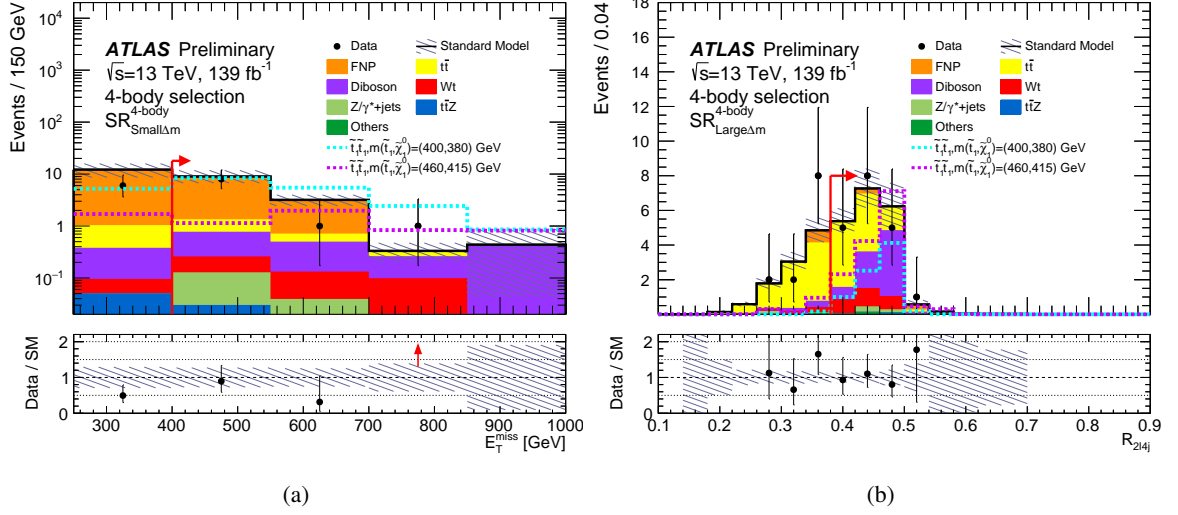 Events / 150 GeV
10⁴
10³
10²
10
1
10⁻¹
ATLAS Preliminary
√s=13 TeV, 139 fb⁻¹
4-body selection
SR^{4-body}_{SmallΔm}
Data
Standard Model
FNP
tt̄
Diboson
Wt
Z/γ*+jets
tt̄Z
Others
t̃₁t̃₁,m(t̃₁,χ̃₁⁰)=(400,380) GeV
t̃₁t̃₁,m(t̃₁,χ̃₁⁰)=(460,415) GeV
Data / SM
2
1
0
300 400 500 600 700 800 900 1000
E_T^{miss} [GeV]
(a)
Events / 0.04
18
16
14
12
10
8
6
4
2
ATLAS Preliminary
√s=13 TeV, 139 fb⁻¹
4-body selection
SR^{4-body}_{LargeΔm}
Data
Standard Model
FNP
tt̄
Diboson
Wt
Z/γ*+jets
tt̄Z
Others
t̃₁t̃₁,m(t̃₁,χ̃₁⁰)=(400,380) GeV
t̃₁t̃₁,m(t̃₁,χ̃₁⁰)=(460,415) GeV
Data / SM
2
1
0
0.1 0.2 0.3 0.4 0.5 0.6 0.7 0.8 0.9
R_{2l4j}
(b)